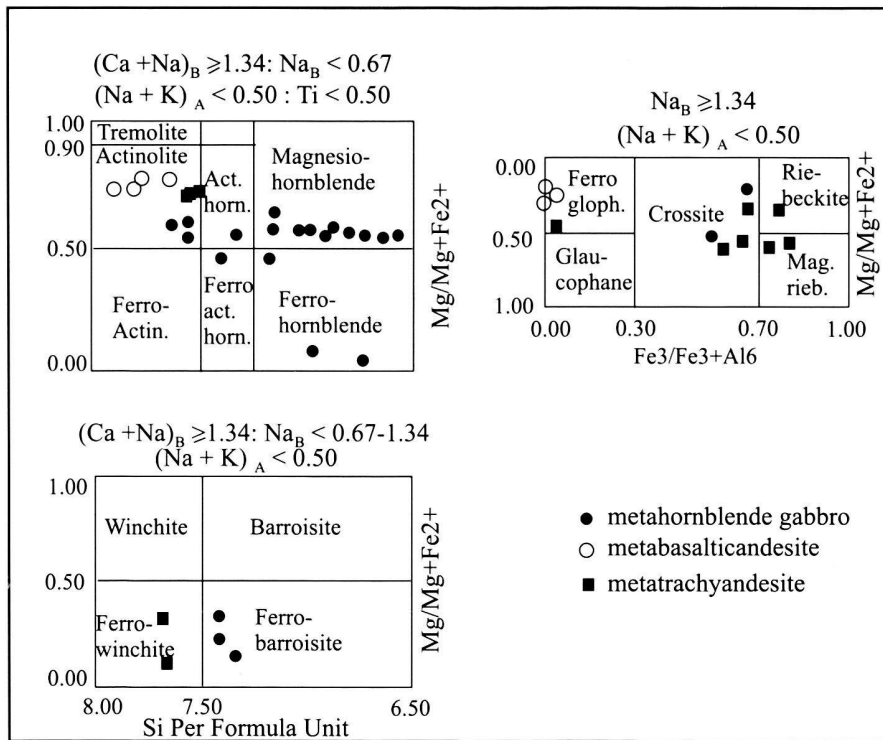 (Ca +Na)B ≥1.34: NaB < 0.67
(Na + K) A < 0.50 : Ti < 0.50
1.00
0.90
0.50
0.00
Tremolite
Actinolite
Act.
horn.
Magnesio-
hornblende
Ferro-
Actin.
Ferro
act.
horn.
Ferro-
hornblende
Mg/Mg+Fe2+
NaB ≥1.34
(Na + K) A < 0.50
0.00
0.50
1.00
Ferro
gloph.
Crossite
Rie-
beckite
Glau-
cophane
Mag.
rieb.
Mg/Mg+Fe2+
0.00 0.30 0.70 1.00
Fe3/Fe3+Al6
(Ca +Na)B ≥1.34: NaB < 0.67-1.34
(Na + K) A < 0.50
1.00
0.50
0.00
Winchite
Barroisite
Ferro-
winchite
Ferro-
barroisite
Mg/Mg+Fe2+
8.00 7.50 6.50
Si Per Formula Unit
metahornblende gabbro
metabasalticandesite
metatrachyandesite